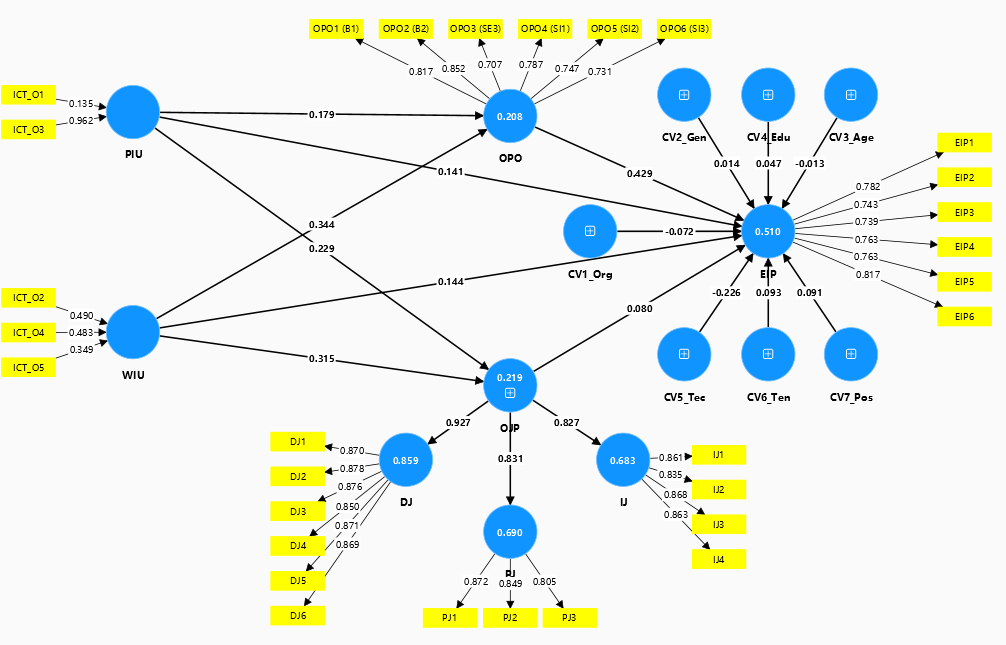 OPO1 (B1) OPO2 (B2) OPO3 (SE3) OPO4 (SI1) OPO5 (SI2) OPO6 (SI3)
0.817 0.852 0.707 0.787 0.747 0.731
ICT_O1
0.135
ICT_O3
0.962
PIU
0.179
0.208
OPO
CV2_Gen CV4_Edu CV3_Age
0.014 0.047 -0.013
0.141
0.429
EIP1
0.782
EIP2
0.743
EIP3
0.739
EIP4
0.763
EIP5
0.763
EIP6
0.817
0.344
0.229
-0.072
CV1_Org
0.510
EIP
0.144
0.080
-0.226 0.093 0.091
ICT_O2
0.490
ICT_O4
0.483
ICT_O5
0.349
WIU
0.315
0.219
OJP
CV5_Tec CV6_Ten CV7_Pos
0.927
0.831
0.827
DJ1
0.870
DJ2
0.878
DJ3
0.876
DJ4
0.850
DJ5
0.871
DJ6
0.869
0.859
DJ
0.683
IJ
0.861
IJ1
0.835
IJ2
0.868
IJ3
0.863
IJ4
0.690
PJ
0.872 0.849 0.805
PJ1 PJ2 PJ3